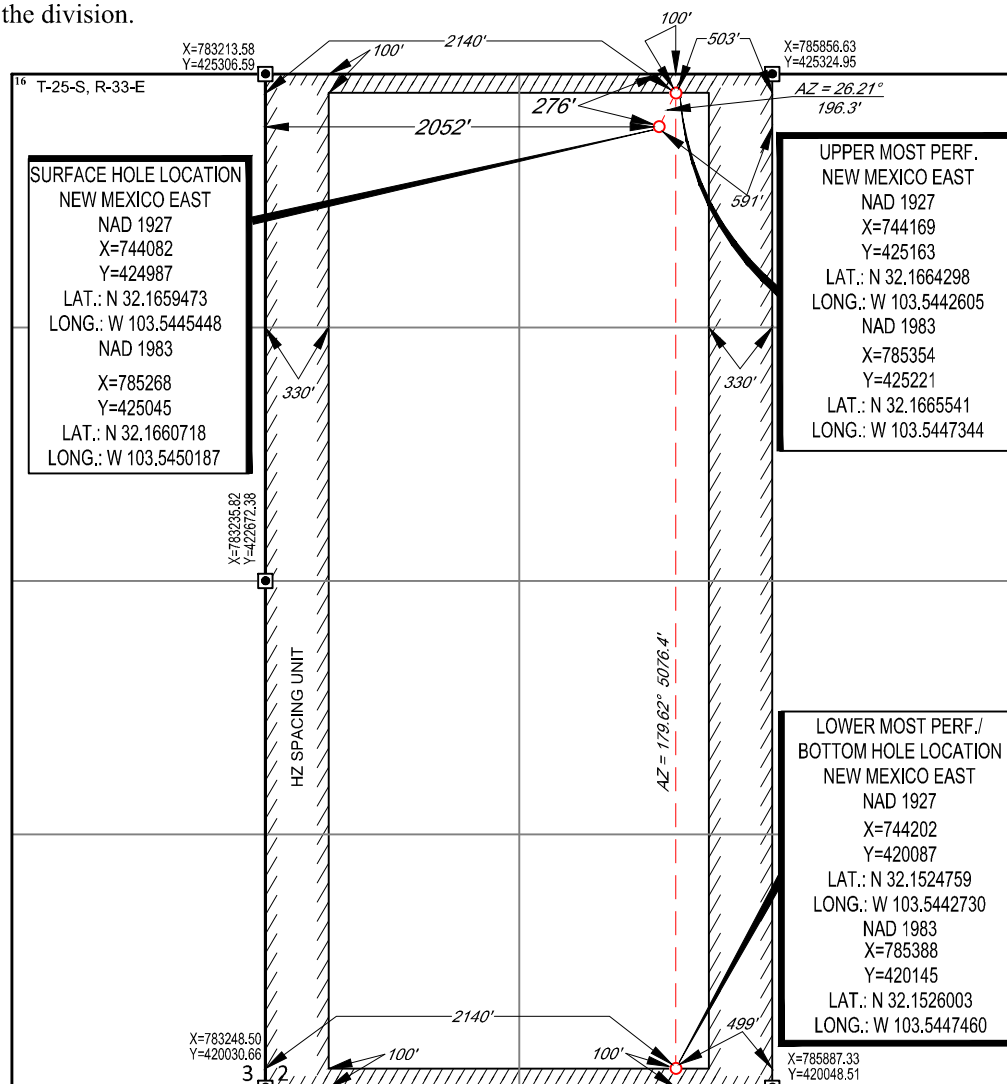 the division.
X=783213.58
Y=425306.59
100'
2140'
100'
503'
X=785856.63
Y=425324.95
16 T-25-S, R-33-E
AZ = 26.21°
196.3'
276'
2052'
591'
SURFACE HOLE LOCATION
NEW MEXICO EAST
NAD 1927
X=744082
Y=424987
LAT.: N 32.1659473
LONG.: W 103.5445448
NAD 1983
X=785268
Y=425045
LAT.: N 32.1660718
LONG.: W 103.5450187
UPPER MOST PERF.
NEW MEXICO EAST
NAD 1927
X=744169
Y=425163
LAT.: N 32.1664298
LONG.: W 103.5442605
NAD 1983
X=785354
Y=425221
LAT.: N 32.1665541
LONG.: W 103.5447344
330'
330'
X=783235.82
Y=422672.38
HZ SPACING UNIT
AZ = 179.62° 5076.4'
LOWER MOST PERF./
BOTTOM HOLE LOCATION
NEW MEXICO EAST
NAD 1927
X=744202
Y=420087
LAT.: N 32.1524759
LONG.: W 103.5442730
NAD 1983
X=785388
Y=420145
LAT.: N 32.1526003
LONG.: W 103.5447460
X=783248.50
Y=420030.66
2140'
100'
100'
499'
X=785887.33
Y=420048.51
3 2